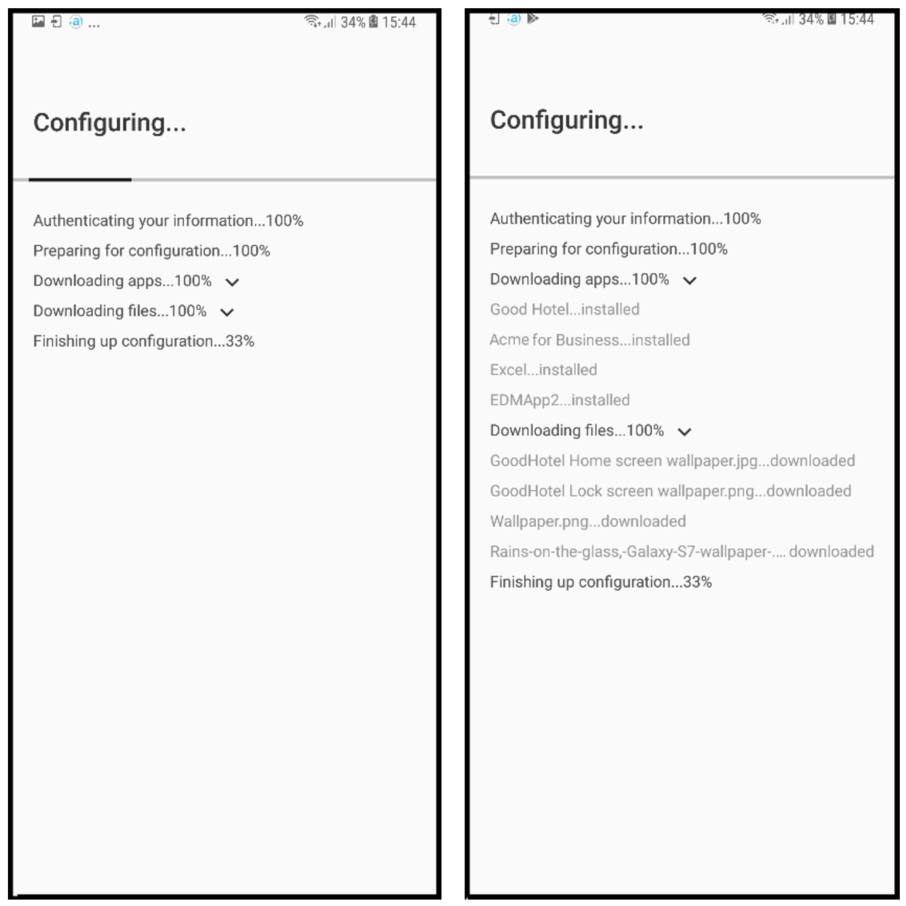 ... 34% 15:44
Configuring...
Authenticating your information...100%
Preparing for configuration...100%
Downloading apps...100%
Downloading files...100%
Finishing up configuration...33%
34% 15:44
Configuring...
Authenticating your information...100%
Preparing for configuration...100%
Downloading apps...100%
Good Hotel...installed
Acme for Business...installed
Excel...installed
EDMApp2...installed
Downloading files...100%
GoodHotel Home screen wallpaper.jpg...downloaded
GoodHotel Lock screen wallpaper.png...downloaded
Wallpaper.png...downloaded
Rains-on-the-glass,-Galaxy-S7-wallpaper-.... downloaded
Finishing up configuration...33%